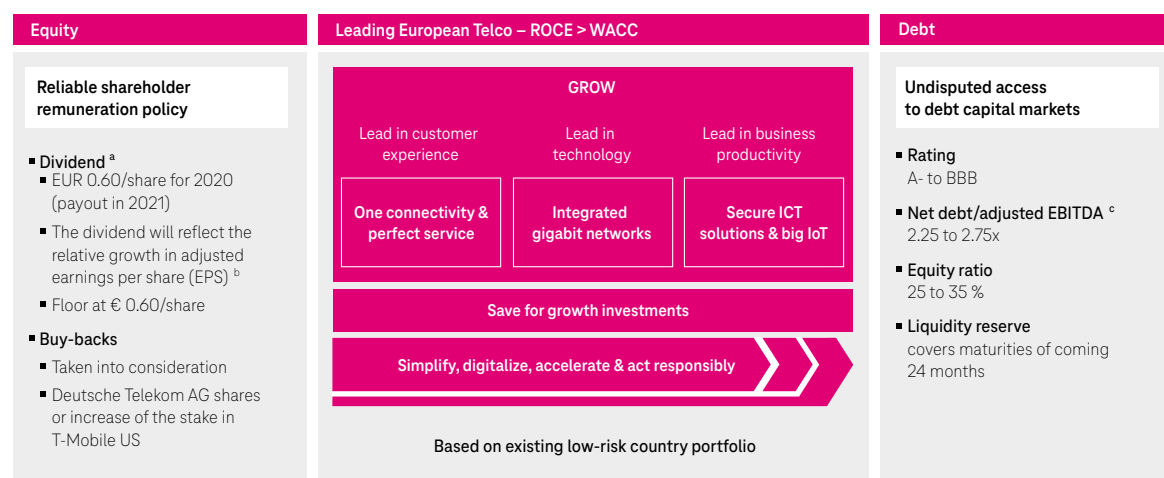 Equity
Reliable shareholder
remuneration policy
▪ Dividend ª
▪ EUR 0.60/share for 2020
(payout in 2021)
▪ The dividend will reflect the
relative growth in adjusted
earnings per share (EPS) ᵇ
▪ Floor at € 0.60/share
▪ Buy-backs
▪ Taken into consideration
▪ Deutsche Telekom AG shares
or increase of the stake in
T-Mobile US
Leading European Telco – ROCE > WACC
GROW
Lead in customer
experience
One connectivity &
perfect service
Lead in
technology
Integrated
gigabit networks
Lead in business
productivity
Secure ICT
solutions & big IoT
Save for growth investments
Simplify, digitalize, accelerate & act responsibly
Based on existing low-risk country portfolio
Debt
Undisputed access
to debt capital markets
▪ Rating
A- to BBB
▪ Net debt/adjusted EBITDA ᶜ
2.25 to 2.75x
▪ Equity ratio
25 to 35 %
▪ Liquidity reserve
covers maturities of coming
24 months